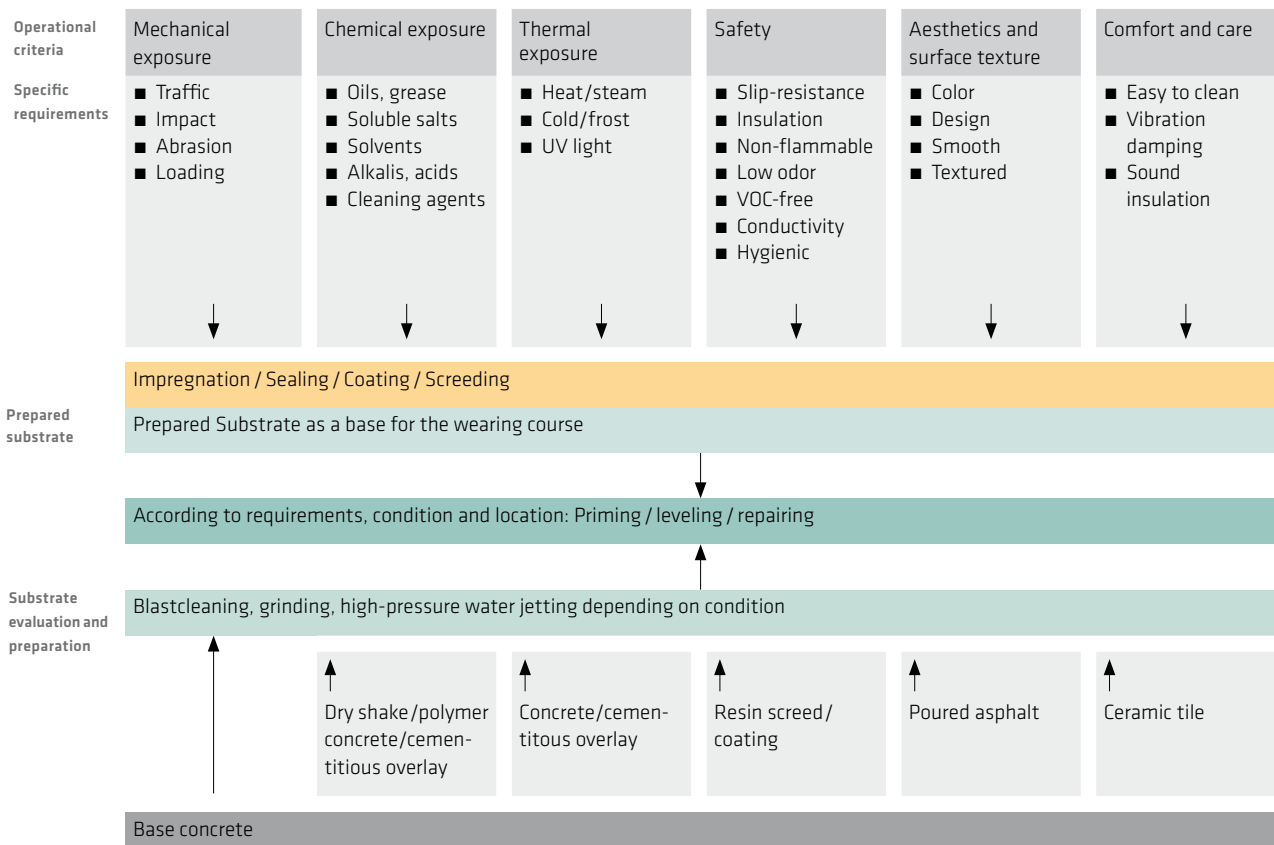 Operational
criteria
Mechanical
exposure
Chemical exposure
Thermal
exposure
Safety
Aesthetics and
surface texture
Comfort and care
Specific
requirements
■ Traffic
■ Impact
■ Abrasion
■ Loading
■ Oils, grease
■ Soluble salts
■ Solvents
■ Alkalis, acids
■ Cleaning agents
■ Heat/steam
■ Cold/frost
■ UV light
■ Slip-resistance
■ Insulation
■ Non-flammable
■ Low odor
■ VOC-free
■ Conductivity
■ Hygienic
■ Color
■ Design
■ Smooth
■ Textured
■ Easy to clean
■ Vibration
damping
■ Sound
insulation
Impregnation / Sealing / Coating / Screeding
Prepared
substrate
Prepared Substrate as a base for the wearing course
According to requirements, condition and location: Priming / leveling / repairing
Substrate
evaluation and
preparation
Blastcleaning, grinding, high-pressure water jetting depending on condition
Dry shake/polymer
concrete/cemen-
titious overlay
Concrete/cemen-
titous overlay
Resin screed/
coating
Poured asphalt
Ceramic tile
Base concrete